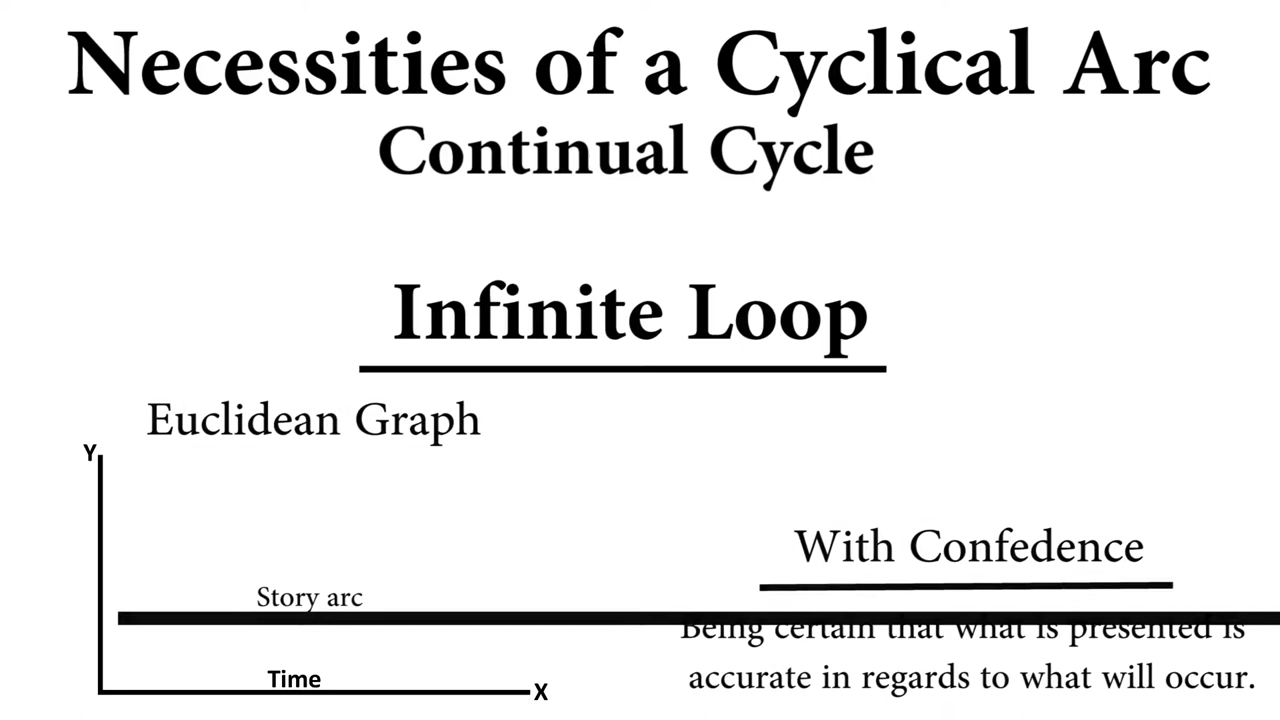 Necessities of a Cyclical Arc
Continual Cycle
Infinite Loop
Euclidean Graph
Y
With Confedence
Story arc
Being certain that what is presented is
accurate in regards to what will occur.
Time
X